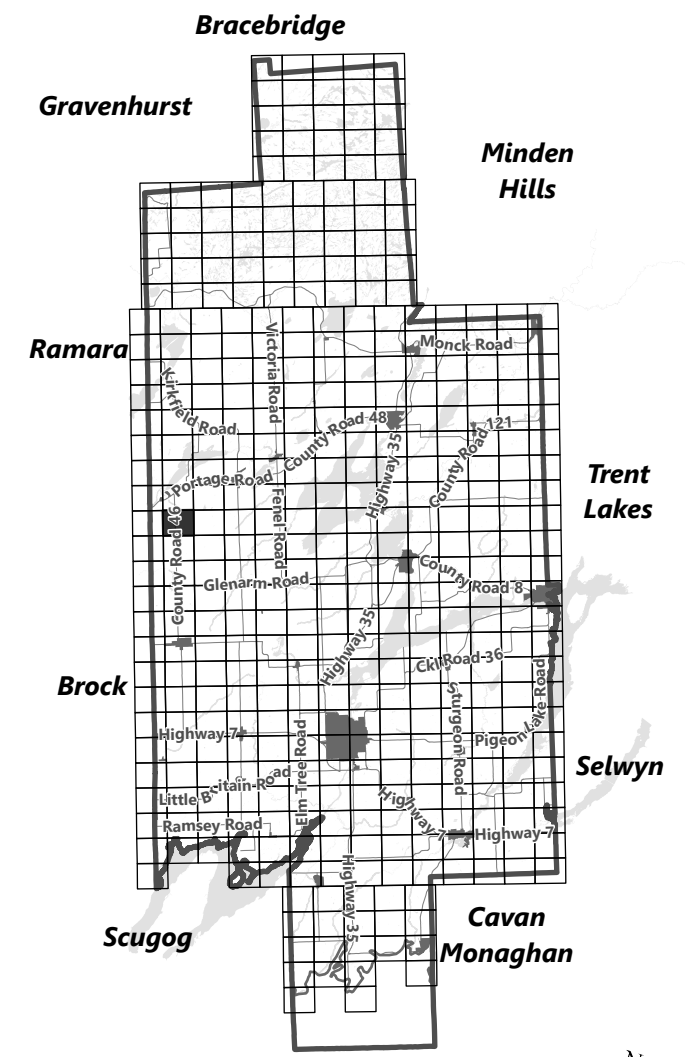 Bracebridge
Gravenhurst
Minden
Hills
Ramara
Victoria Road
Monck Road
Kirkfield Road
County Road 48
Highway 35
County Road 121
Portage Road
Trent
Lakes
Fenel Road
County Road 46
Glenarm Road
County Road 8
Highway 35
Ckl Road 36
Brock
Sturgeon Road
Pigeon Lake Road
Highway 7
Elm Tree Road
Selwyn
Little Britain Road
Highway 7
Ramsey Road
Highway 7
Highway 35
Scugog
Cavan
Monaghan
N